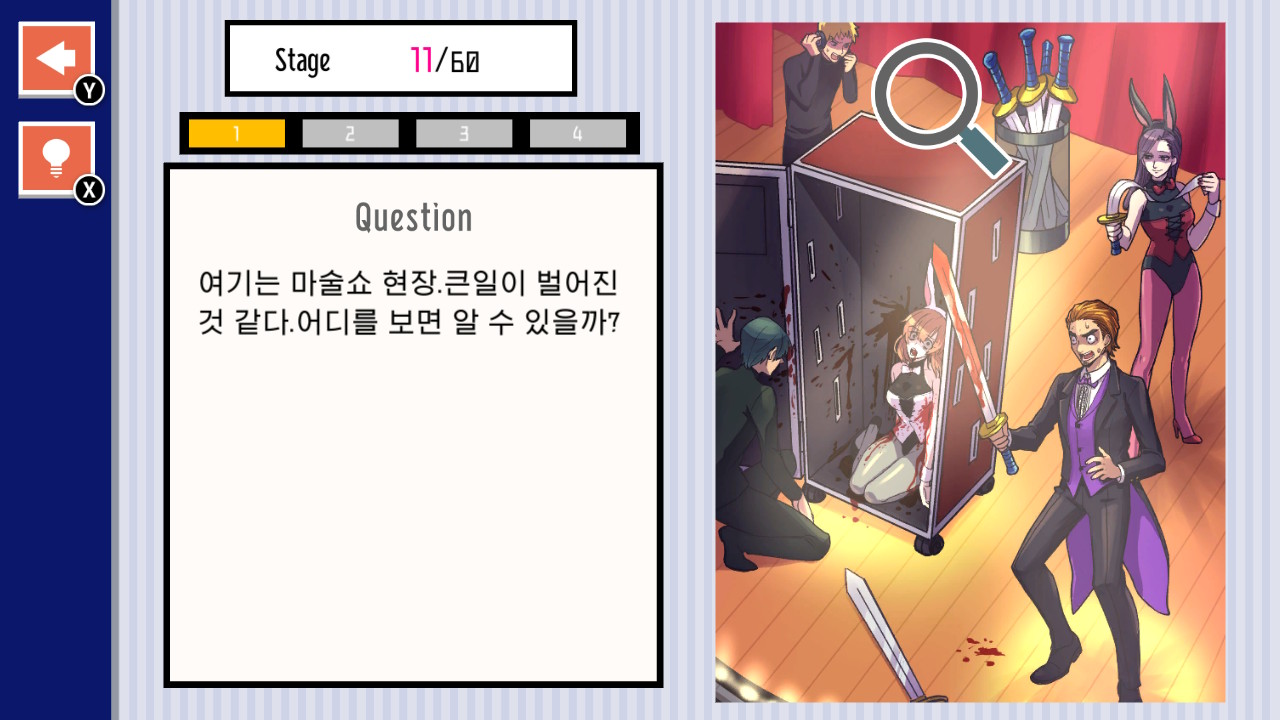 Stage 11/60
1 2 3 4
Question
여기는 마술쇼 현장.큰일이 벌어진
것 같다.어디를 보면 알 수 있을까?
Y
X